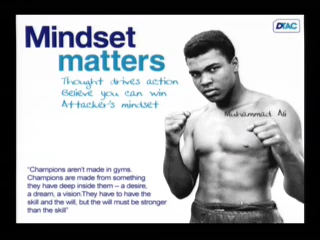 Mindset
matters
DTAC
Thought drives action
Believe you can win
Attacker's mindset
Muhammad Ali
"Champions aren't made in gyms.
Champions are made from something
they have deep inside them – a desire,
a dream, a vision.They have to have the
skill and the will, but the will must be stronger
than the skill"